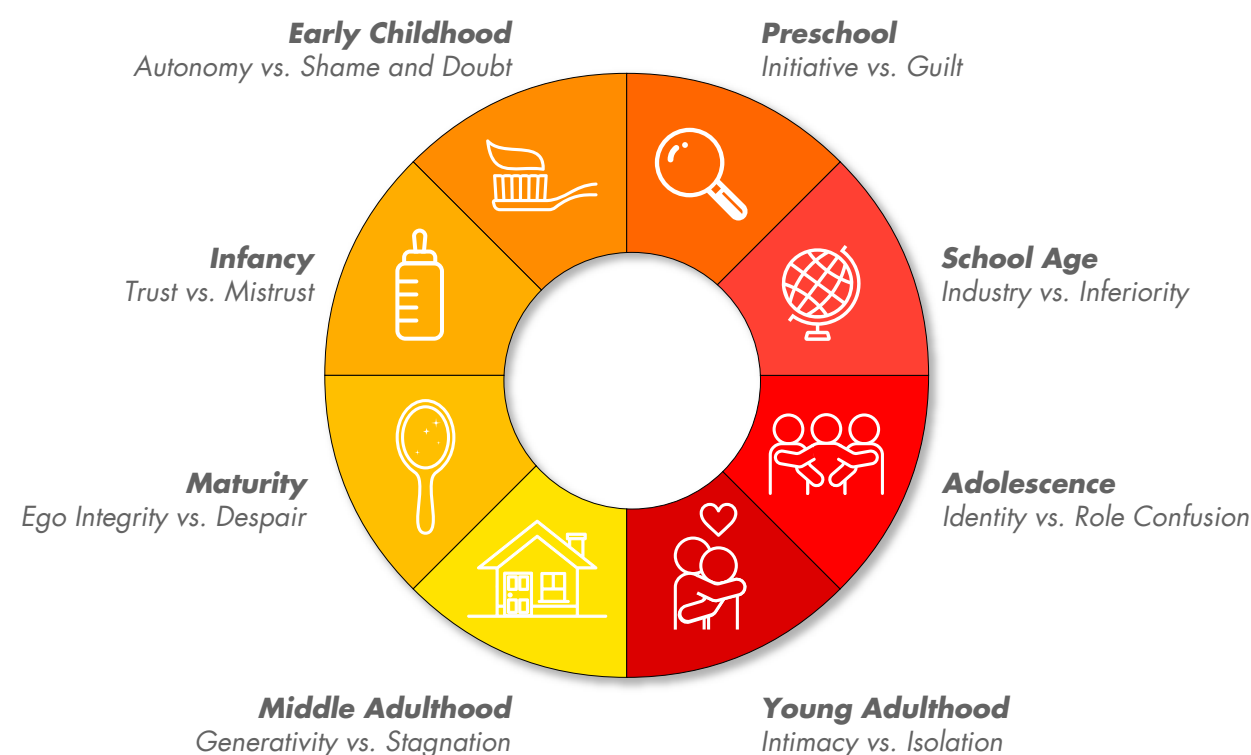 Early Childhood
Autonomy vs. Shame and Doubt
Preschool
Initiative vs. Guilt
Infancy
Trust vs. Mistrust
School Age
Industry vs. Inferiority
Maturity
Ego Integrity vs. Despair
Adolescence
Identity vs. Role Confusion
Middle Adulthood
Generativity vs. Stagnation
Young Adulthood
Intimacy vs. Isolation